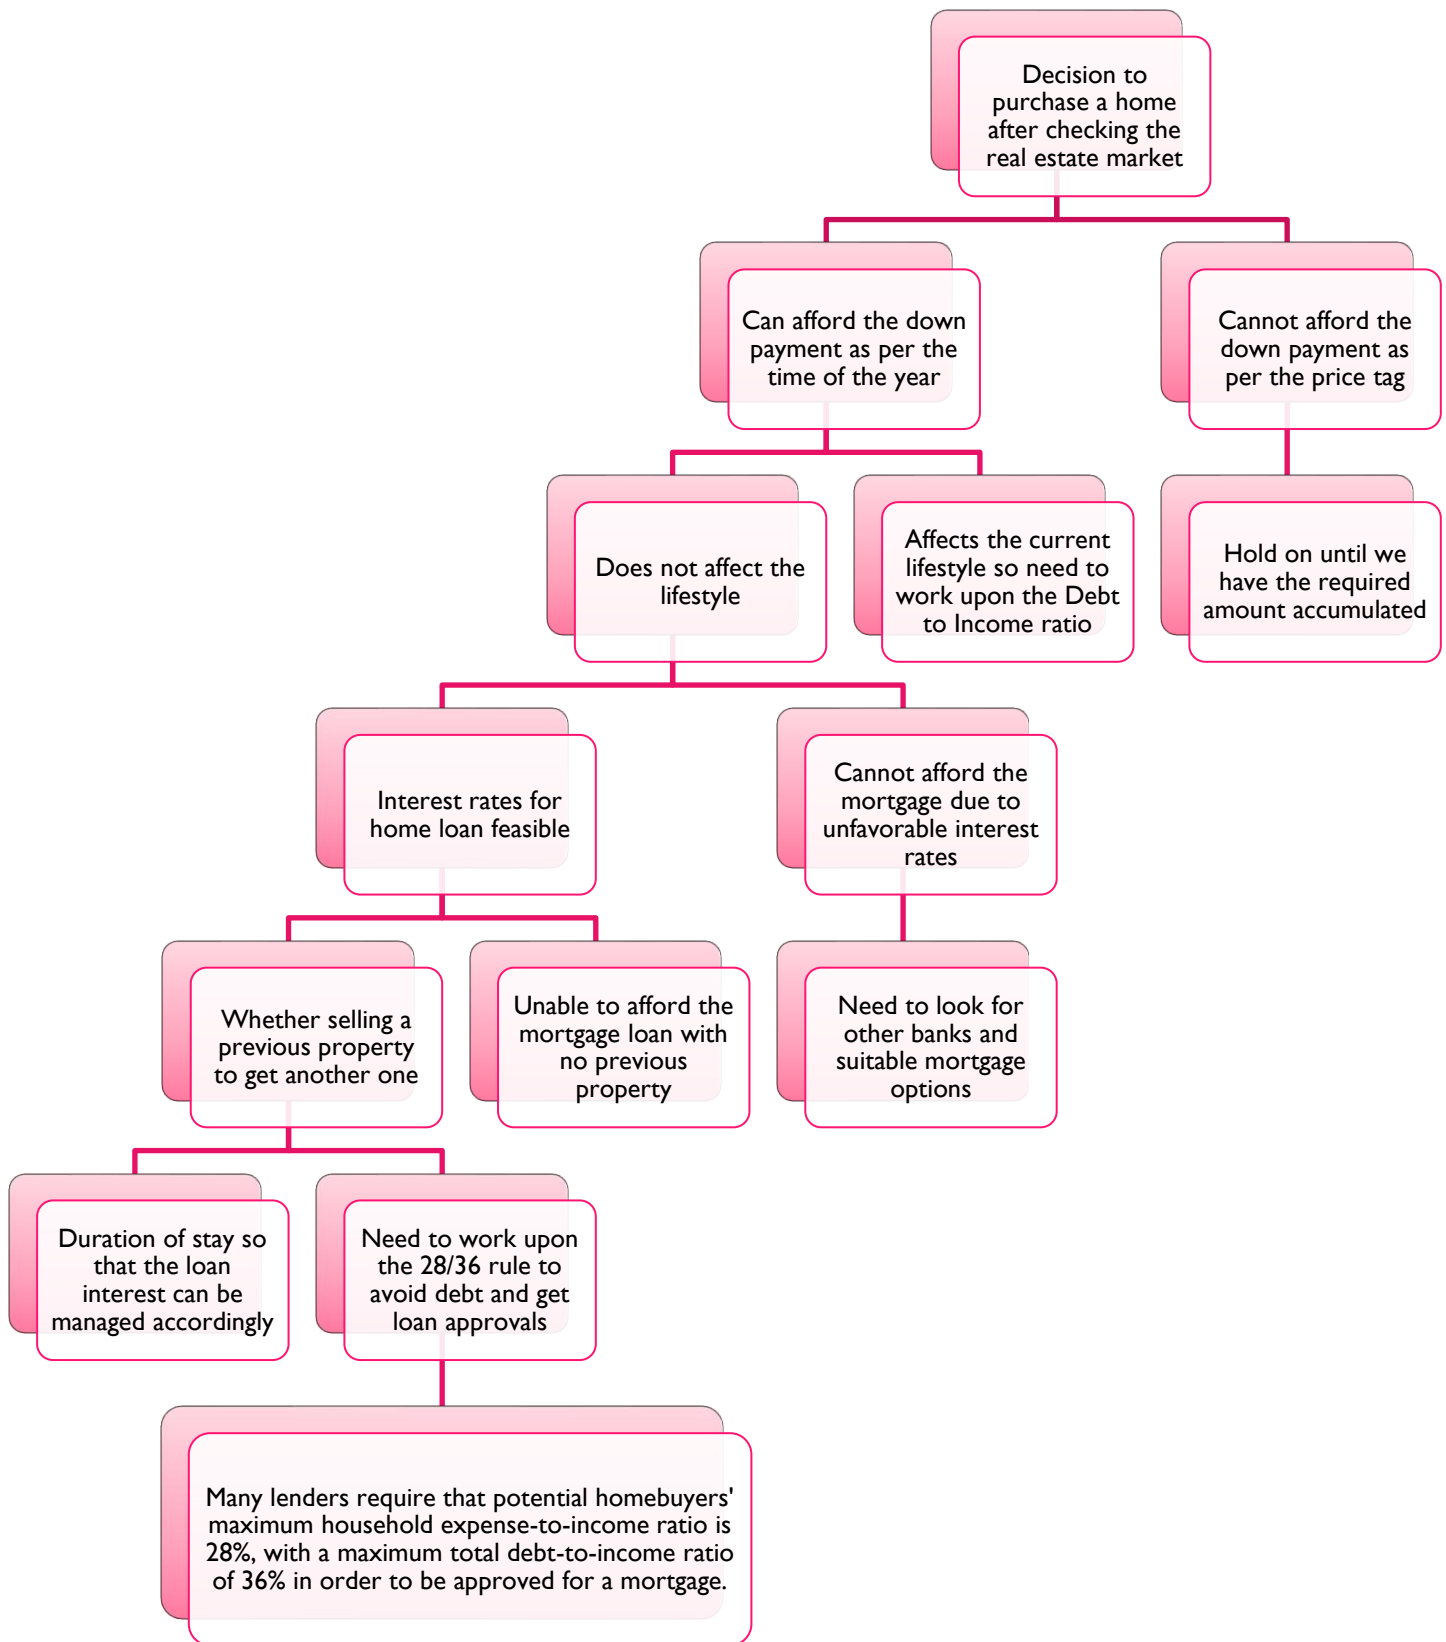 Decision to
purchase a home
after checking the
real estate market
Can afford the down
payment as per the
time of the year
Cannot afford the
down payment as
per the price tag
Does not affect the
lifestyle
Affects the current
lifestyle so need to
work upon the Debt
to Income ratio
Hold on until we
have the required
amount accumulated
Interest rates for
home loan feasible
Cannot afford the
mortgage due to
unfavorable interest
rates
Whether selling a
previous property
to get another one
Unable to afford the
mortgage loan with
no previous
property
Need to look for
other banks and
suitable mortgage
options
Duration of stay so
that the loan
interest can be
managed accordingly
Need to work upon
the 28/36 rule to
avoid debt and get
loan approvals
Many lenders require that potential homebuyers'
maximum household expense-to-income ratio is
28%, with a maximum total debt-to-income ratio
of 36% in order to be approved for a mortgage.